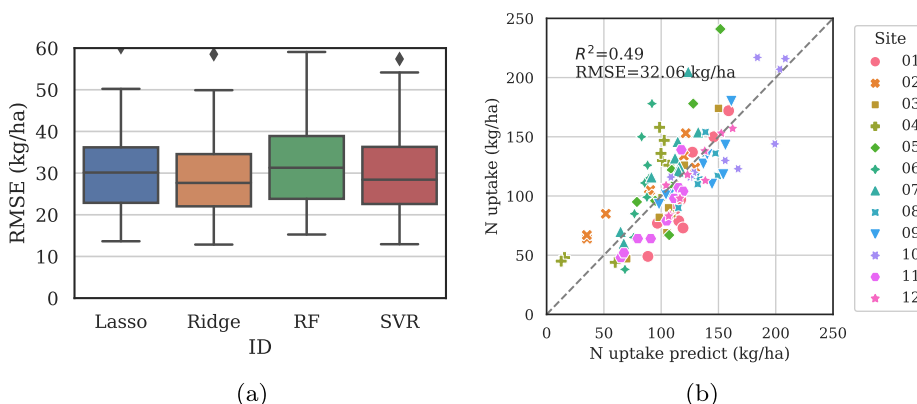 60
50
40
30
20
10
0
RMSE (kg/ha)
Lasso Ridge RF SVR
ID
(a)
250
200
150
100
50
0
N uptake (kg/ha)
R²=0.49
RMSE=32.06 kg/ha
0 50 100 150 200 250
N uptake predict (kg/ha)
(b)
Site
01
02
03
04
05
06
07
08
09
10
11
12